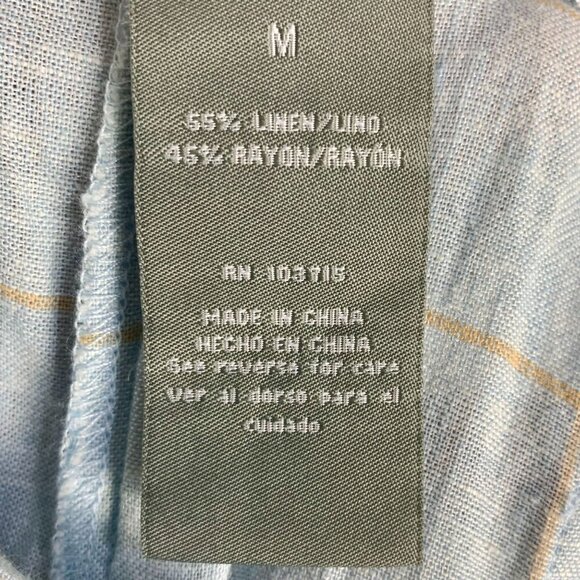 M
55% LINEN/LINO
45% RAYON/RAYÓN
RN 103915
MADE IN CHINA
HECHO EN CHINA
See reverse for care
Ver al dorso para el
cuidado